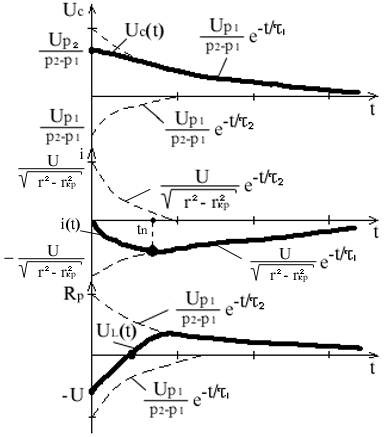 Uc
Up₂
p₂-p₁
Uc(t)
Up₁
p₂-p₁
e-t/τ₁
t
Up₁
p₂-p₁
Up₁
p₂-p₁
e-t/τ₂
i
U
√r²- r²кр
U
√r²- r²кр
e-t/τ₂
i(t)
tп
t
-U
√r²- r²кр
U
√r²- r²кр
e-t/τ₁
Rp
Up₁
p₂-p₁
e-t/τ₂
UL(t)
t
-U
Up₁
p₂-p₁
e-t/τ₁